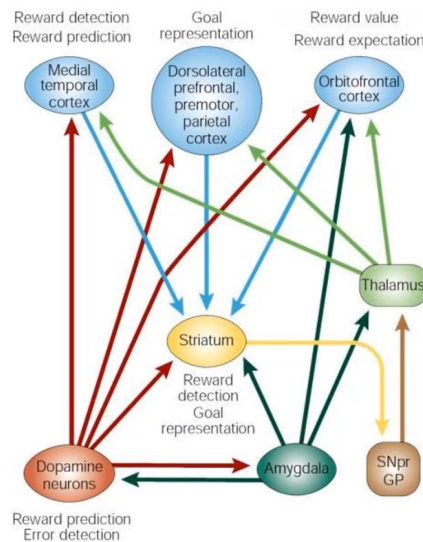 Reward detection
Reward prediction
Goal
representation
Reward value
Reward expectation
Medial
temporal
cortex
Dorsolateral
prefrontal,
premotor,
parietal
cortex
Orbitofrontal
cortex
Thalamus
Striatum
Reward
detection
Goal
representation
Dopamine
neurons
Amygdala
SNpr
GP
Reward prediction
Error detection